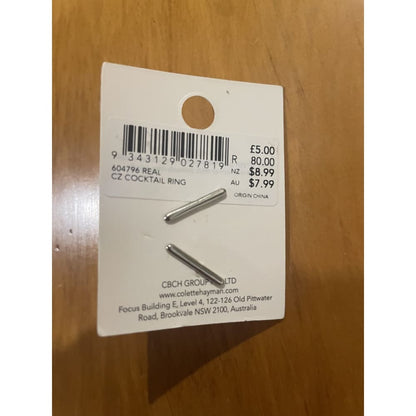 £5.00
R 80.00
NZ $8.99
AU $7.99
9 343129 027819
604796 REAL
CZ COCKTAIL RING
ORIGIN CHINA
CBCH GROUP LTD
www.colettehayman.com
Focus Building E, Level 4, 122-126 Old Pittwater
Road, Brookvale NSW 2100, Australia